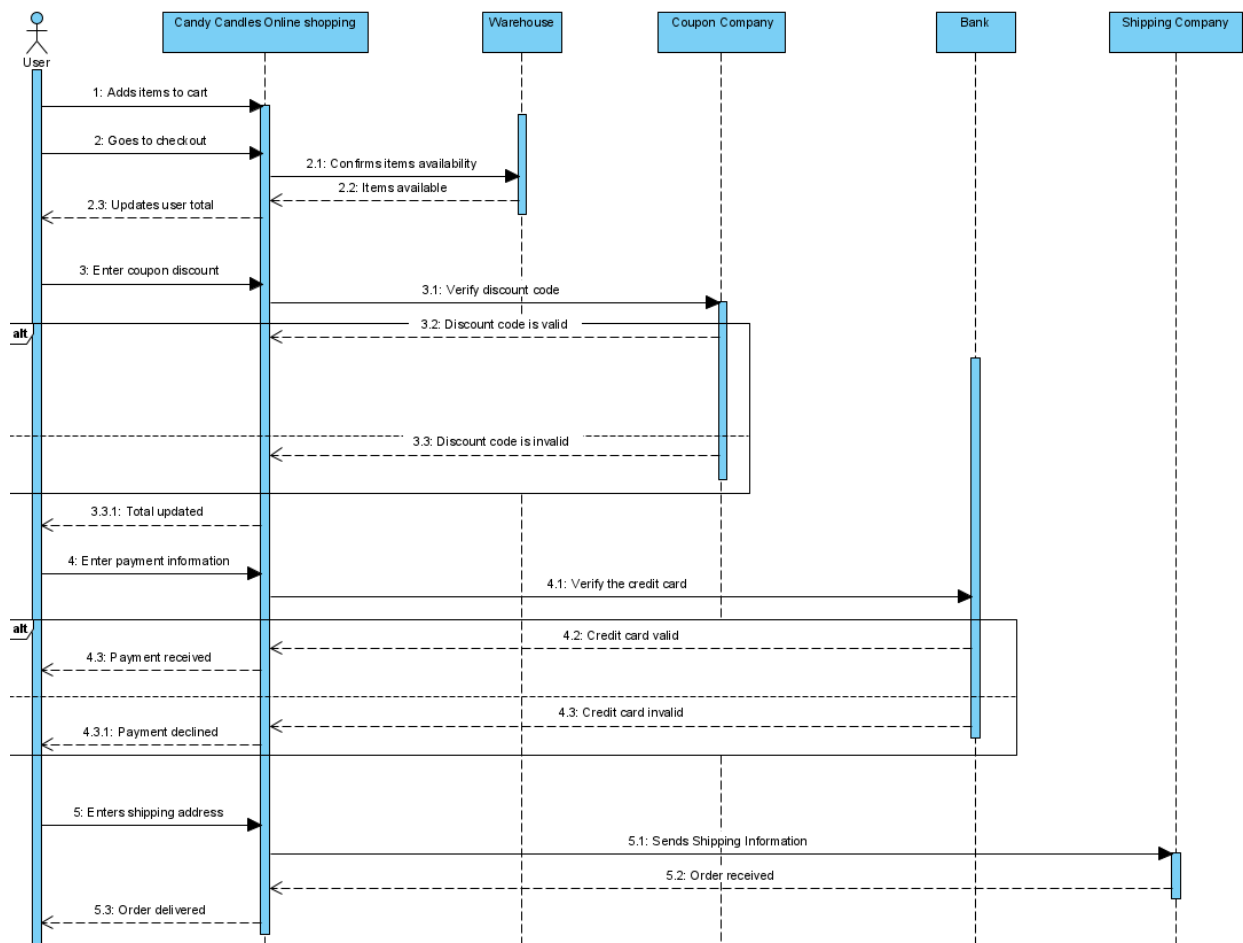 Candy Candles Online shopping
Warehouse
Coupon Company
Bank
Shipping Company
User
1: Adds items to cart
2: Goes to checkout
2.1: Confirms items availability
2.2: Items available
2.3: Updates user total
3: Enter coupon discount
3.1: Verify discount code
alt
3.2: Discount code is valid
3.3: Discount code is invalid
3.3.1: Total updated
4: Enter payment information
4.1: Verify the credit card
alt
4.2: Credit card valid
4.3: Payment received
4.3: Credit card invalid
4.3.1: Payment declined
5: Enters shipping address
5.1: Sends Shipping Information
5.2: Order received
5.3: Order delivered